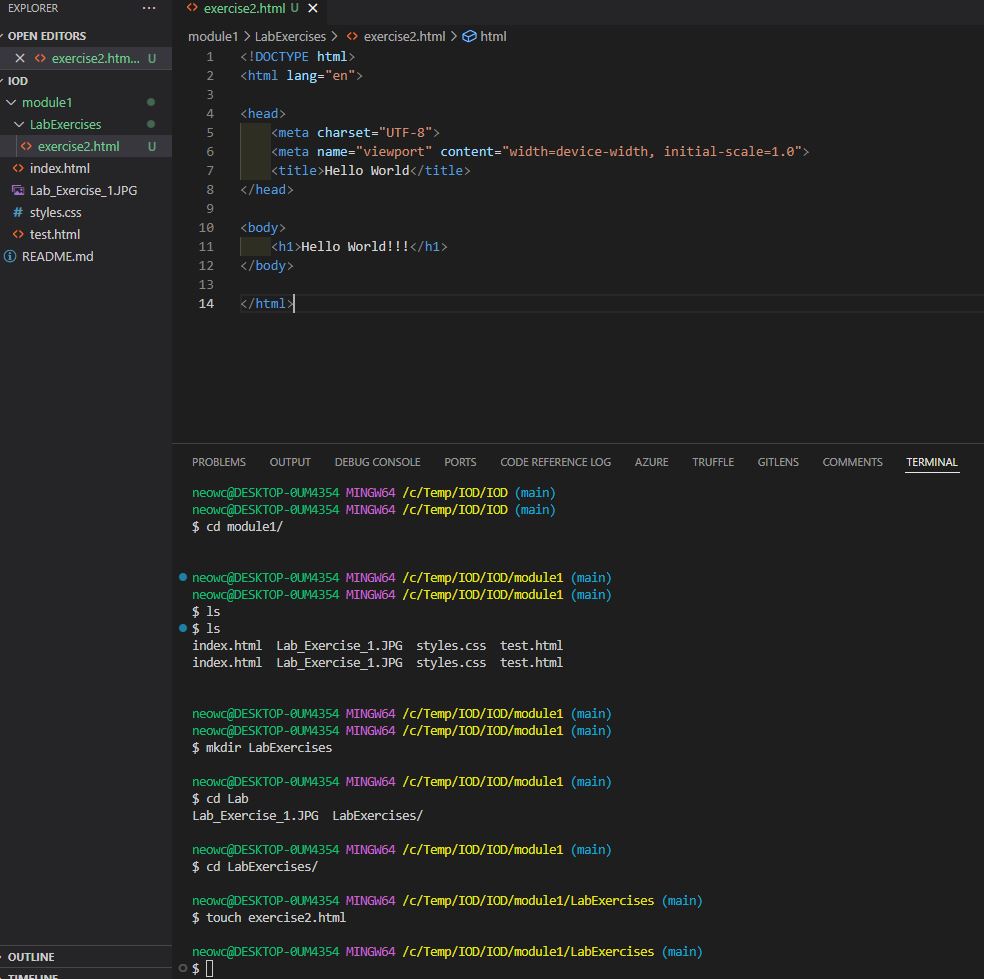 EXPLORER
···
OPEN EDITORS
exercise2.htm... U
IOD
module1
LabExercises
exercise2.html U
index.html
Lab_Exercise_1.JPG
# styles.css
test.html
README.md
OUTLINE
TIMELINE
exercise2.html U
module1 > LabExercises > exercise2.html > html
1 <!DOCTYPE html>
2 <html lang="en">
3
4 <head>
5 <meta charset="UTF-8">
6 <meta name="viewport" content="width=device-width, initial-scale=1.0">
7 <title>Hello World</title>
8 </head>
9
10 <body>
11 <h1>Hello World!!!</h1>
12 </body>
13
14 </html>
PROBLEMS OUTPUT DEBUG CONSOLE PORTS CODE REFERENCE LOG AZURE TRUFFLE GITLENS COMMENTS TERMINAL
neowc@DESKTOP-0UM4354 MINGW64 /c/Temp/IOD/IOD (main)
neowc@DESKTOP-0UM4354 MINGW64 /c/Temp/IOD/IOD (main)
$ cd module1/
neowc@DESKTOP-0UM4354 MINGW64 /c/Temp/IOD/IOD/module1 (main)
neowc@DESKTOP-0UM4354 MINGW64 /c/Temp/IOD/IOD/module1 (main)
$ ls
$ ls
index.html Lab_Exercise_1.JPG styles.css test.html
index.html Lab_Exercise_1.JPG styles.css test.html
neowc@DESKTOP-0UM4354 MINGW64 /c/Temp/IOD/IOD/module1 (main)
neowc@DESKTOP-0UM4354 MINGW64 /c/Temp/IOD/IOD/module1 (main)
$ mkdir LabExercises
neowc@DESKTOP-0UM4354 MINGW64 /c/Temp/IOD/IOD/module1 (main)
$ cd Lab
Lab_Exercise_1.JPG LabExercises/
neowc@DESKTOP-0UM4354 MINGW64 /c/Temp/IOD/IOD/module1 (main)
$ cd LabExercises/
neowc@DESKTOP-0UM4354 MINGW64 /c/Temp/IOD/IOD/module1/LabExercises (main)
$ touch exercise2.html
neowc@DESKTOP-0UM4354 MINGW64 /c/Temp/IOD/IOD/module1/LabExercises (main)
$